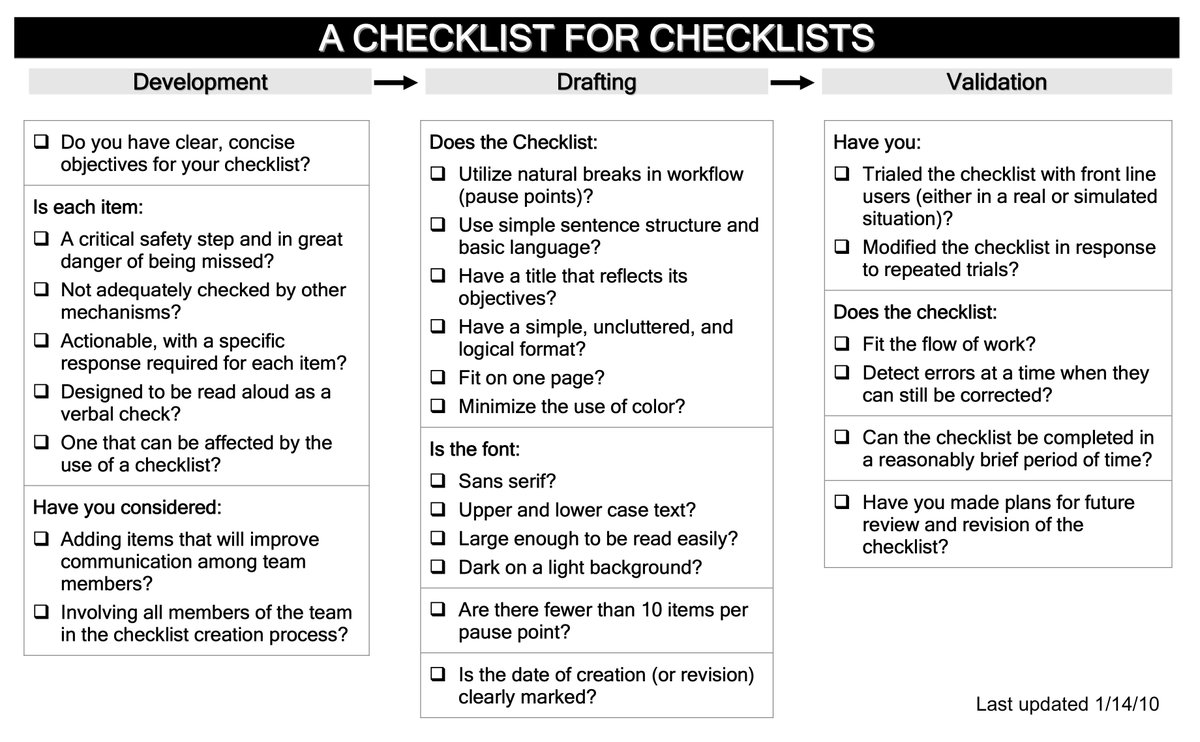 A CHECKLIST FOR CHECKLISTS
Development
Drafting
Validation
Do you have clear, concise
objectives for your checklist?
Is each item:
A critical safety step and in great
danger of being missed?
Not adequately checked by other
mechanisms?
Actionable, with a specific
response required for each item?
Designed to be read aloud as a
verbal check?
One that can be affected by the
use of a checklist?
Have you considered:
Adding items that will improve
communication among team
members?
Involving all members of the team
in the checklist creation process?
Does the Checklist:
Utilize natural breaks in workflow
(pause points)?
Use simple sentence structure and
basic language?
Have a title that reflects its
objectives?
Have a simple, uncluttered, and
logical format?
Fit on one page?
Minimize the use of color?
Is the font:
Sans serif?
Upper and lower case text?
Large enough to be read easily?
Dark on a light background?
Are there fewer than 10 items per
pause point?
Is the date of creation (or revision)
clearly marked?
Have you:
Trialed the checklist with front line
users (either in a real or simulated
situation)?
Modified the checklist in response
to repeated trials?
Does the checklist:
Fit the flow of work?
Detect errors at a time when they
can still be corrected?
Can the checklist be completed in
a reasonably brief period of time?
Have you made plans for future
review and revision of the
checklist?
Last updated 1/14/10